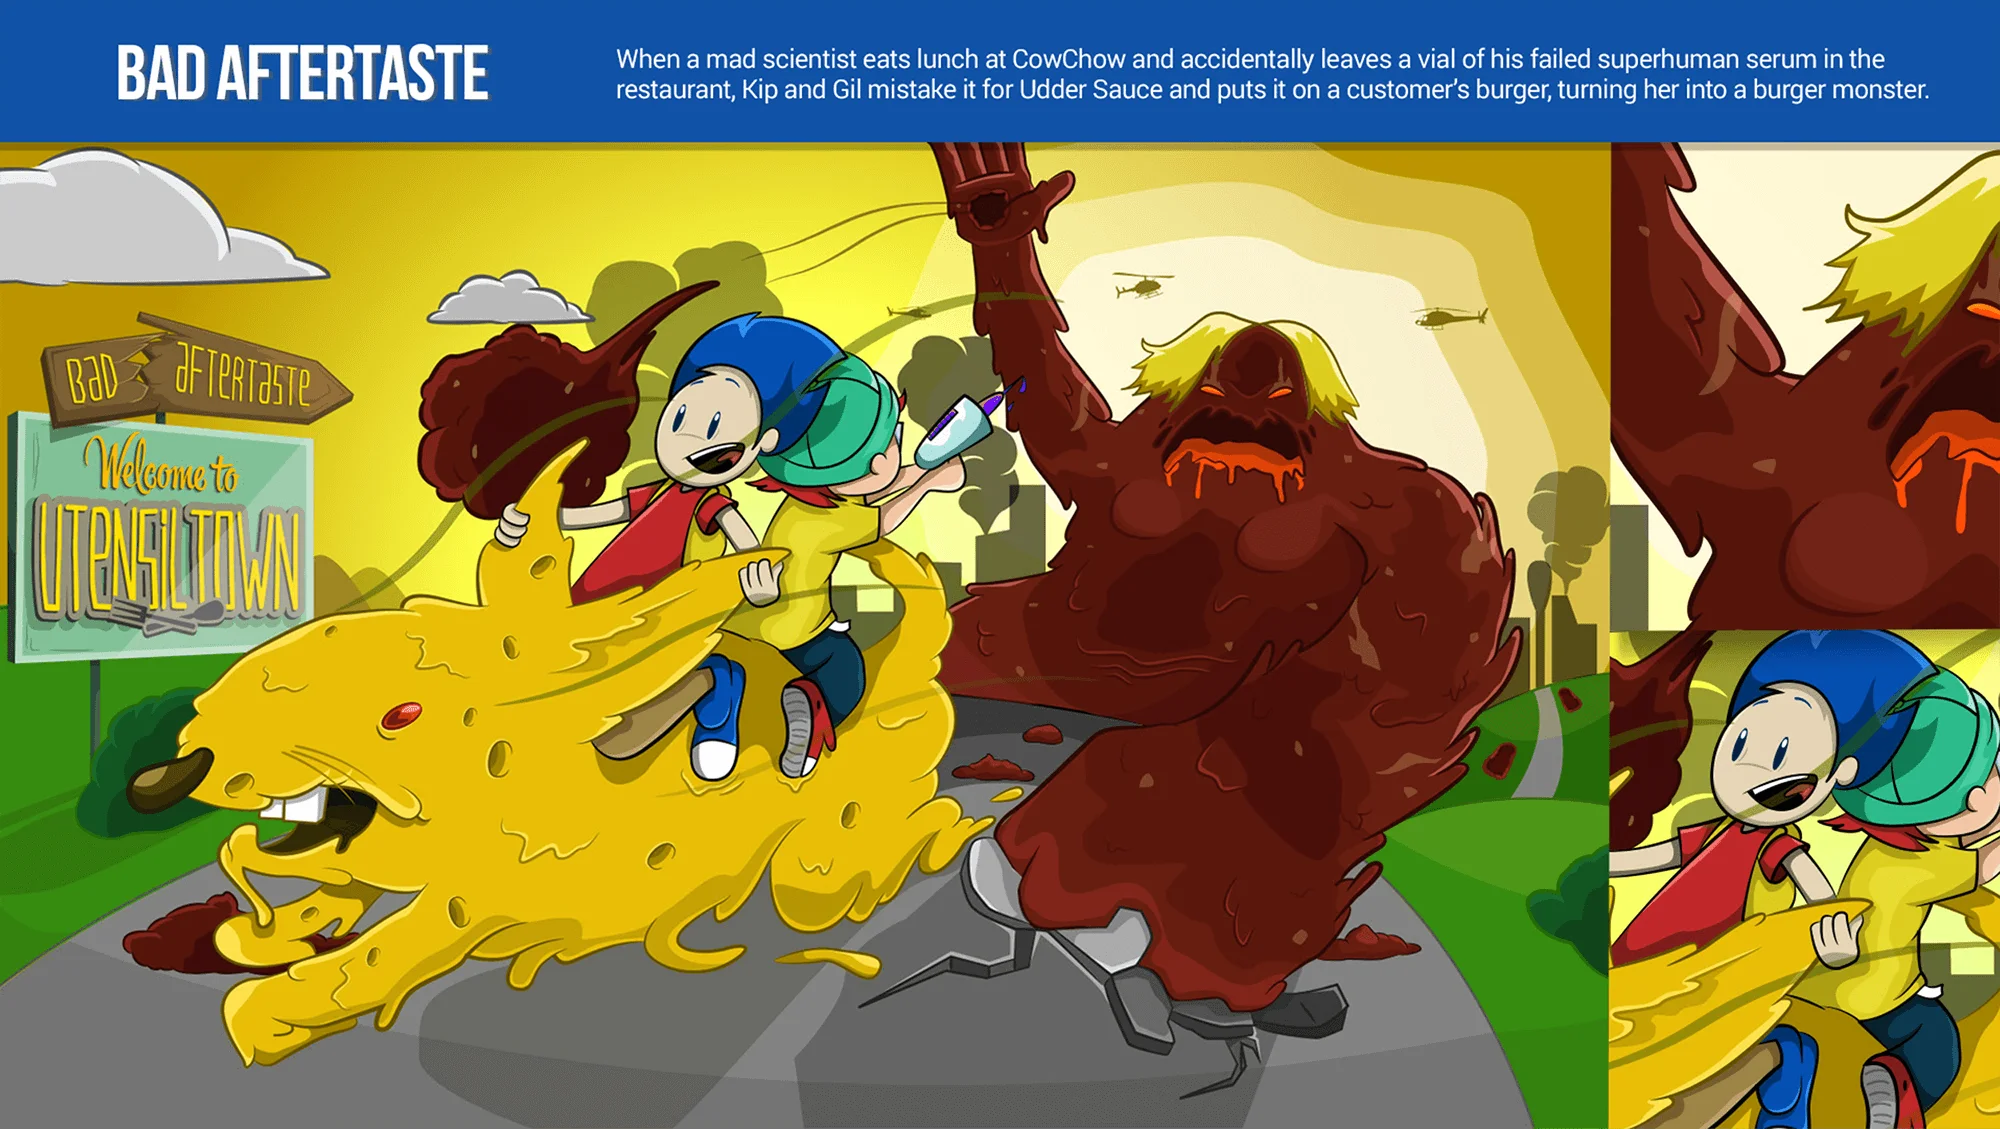 BAD AFTERTASTE
When a mad scientist eats lunch at CowChow and accidentally leaves a vial of his failed superhuman serum in the
restaurant, Kip and Gil mistake it for Udder Sauce and puts it on a customer's burger, turning her into a burger monster.
BaD aFTERTaSTE
Welcome to
UTENSiLTOWN